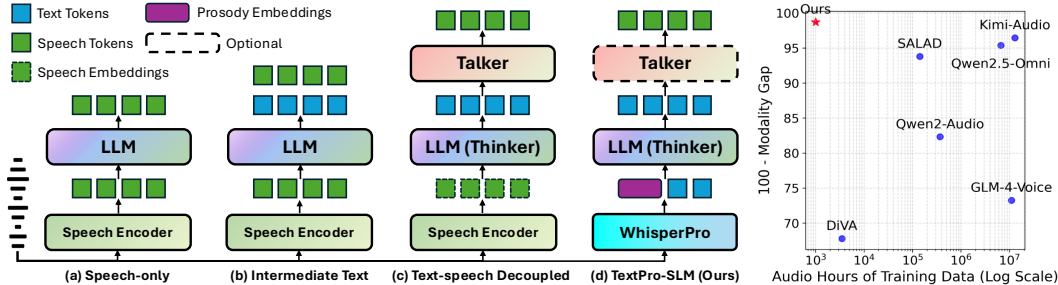 Text Tokens
Prosody Embeddings
Speech Tokens
Optional
Speech Embeddings
LLM
Speech Encoder
(a) Speech-only
LLM
Speech Encoder
(b) Intermediate Text
Talker
LLM (Thinker)
Speech Encoder
(c) Text-speech Decoupled
Talker
LLM (Thinker)
WhisperPro
(d) TextPro-SLM (Ours)
100 - Modality Gap
100
95
90
85
80
75
70
Ours
Kimi-Audio
SALAD
Qwen2.5-Omni
Qwen2-Audio
GLM-4-Voice
DiVA
10³ 10⁴ 10⁵ 10⁶ 10⁷
Audio Hours of Training Data (Log Scale)